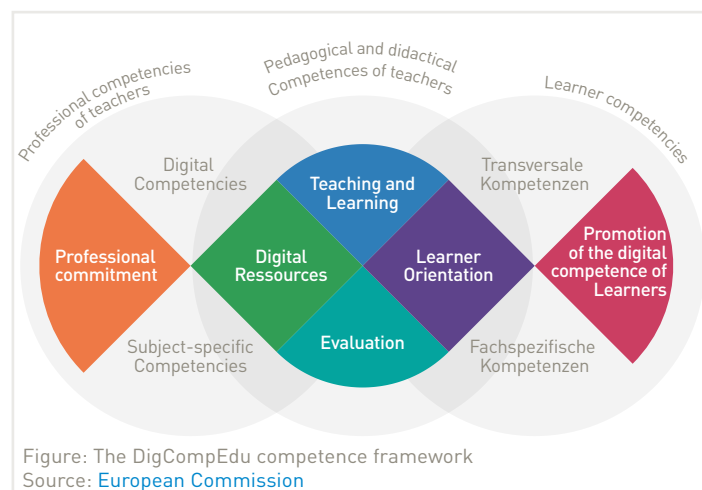 Professional competencies
of teachers
Pedagogical and didactical
Competences of teachers
Learner competencies
Digital
Competencies
Transversale
Kompetenzen
Teaching and
Learning
Professional
commitment
Digital
Ressources
Learner
Orientation
Promotion
of the digital
competence of
Learners
Evaluation
Subject-specific
Competencies
Fachspezifische
Kompetenzen
Figure: The DigCompEdu competence framework
Source: European Commission